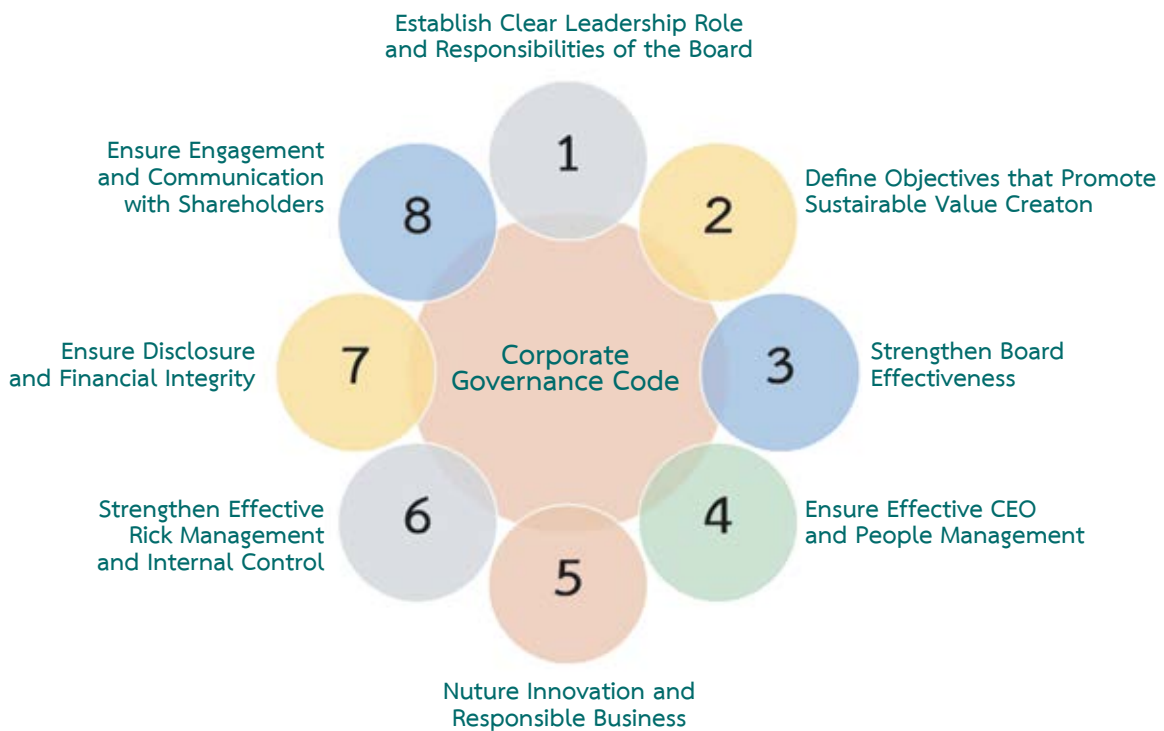 Establish Clear Leadership Role
and Responsibilities of the Board
1
2
Define Objectives that Promote
Sustairable Value Creaton
3
Strengthen Board
Effectiveness
4
Ensure Effective CEO
and People Management
5
Nuture Innovation and
Responsible Business
6
Strengthen Effective
Rick Management
and Internal Control
7
Ensure Disclosure
and Financial Integrity
8
Ensure Engagement
and Communication
with Shareholders
Corporate
Governance Code